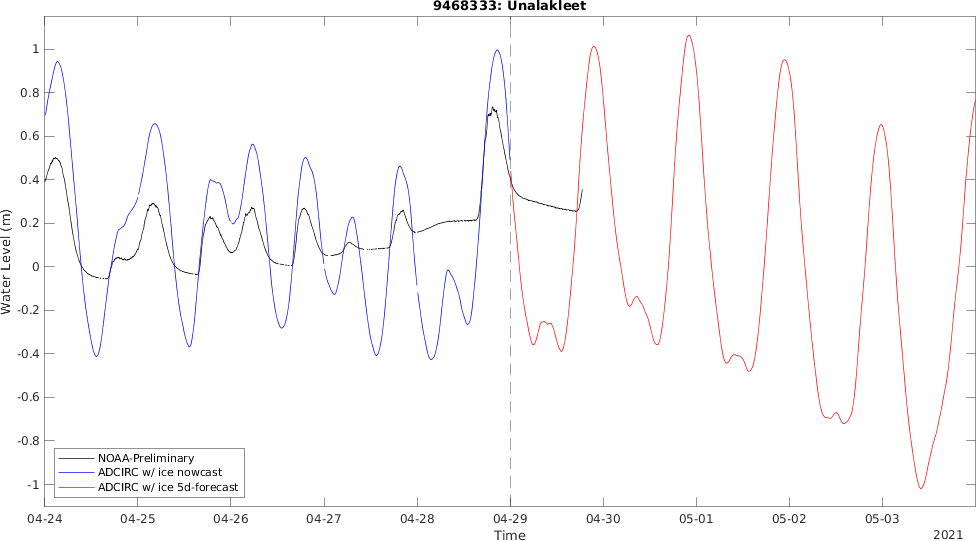 9468333: Unalakleet
Water Level (m)
1
0.8
0.6
0.4
0.2
0
-0.2
-0.4
-0.6
-0.8
-1
NOAA-Preliminary
ADCIRC w/ ice nowcast
ADCIRC w/ ice 5d-forecast
04-24 04-25 04-26 04-27 04-28 04-29 04-30 05-01 05-02 05-03
Time
2021